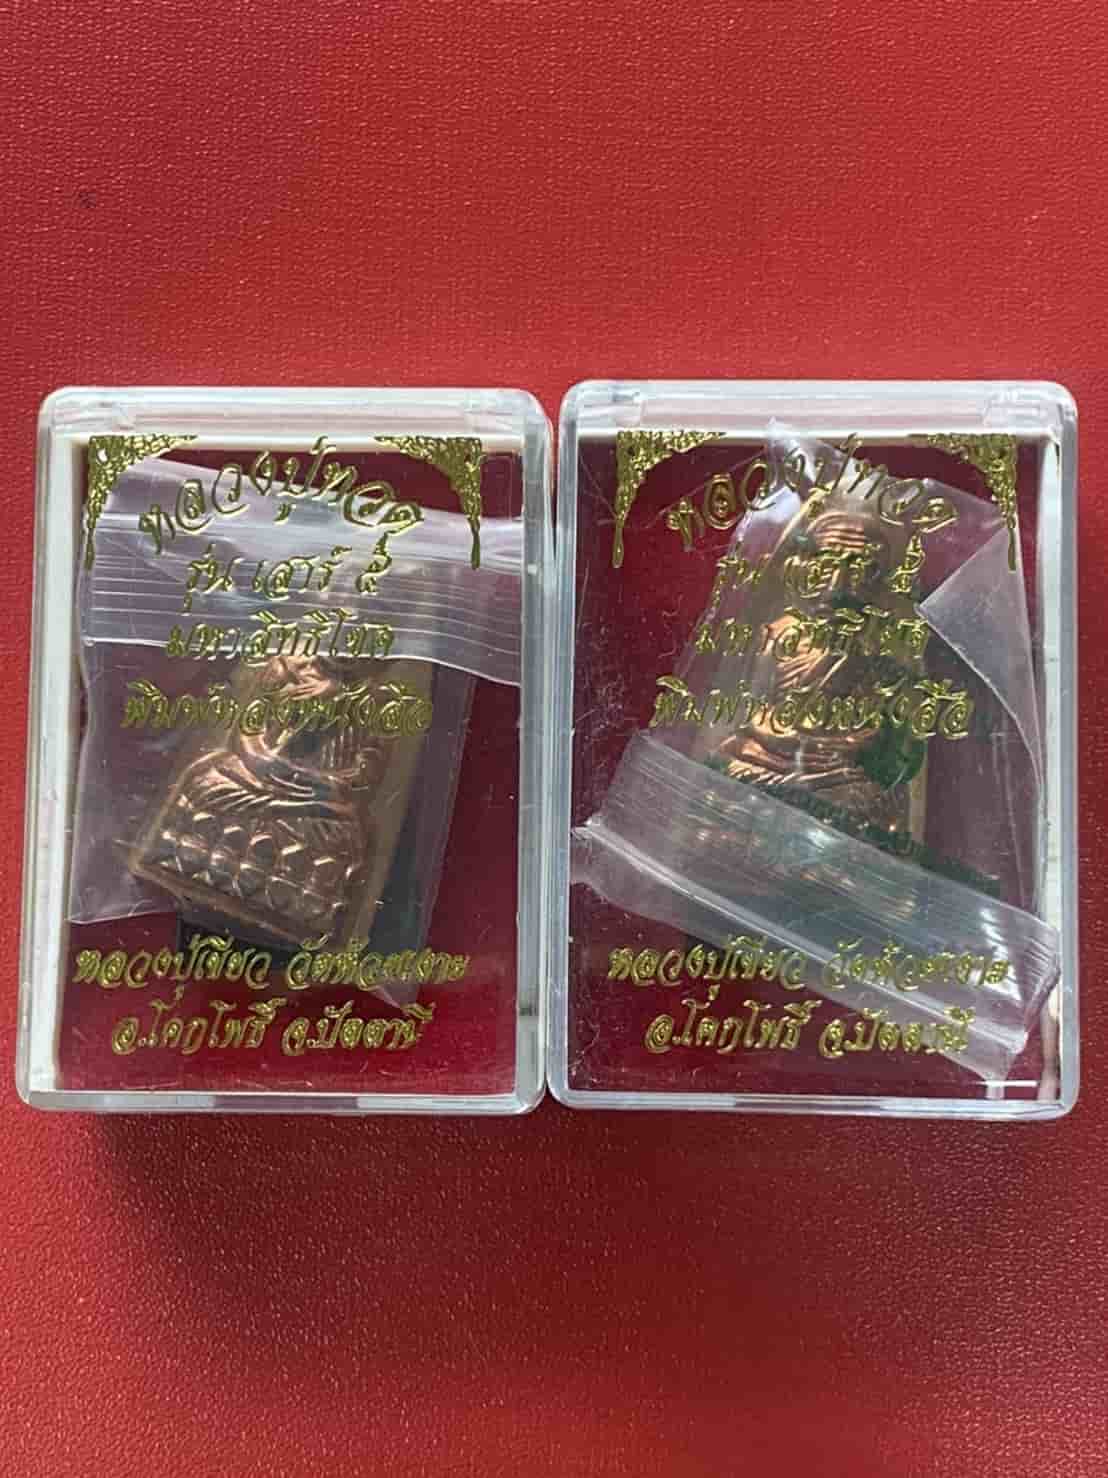 หลวงปู่ทวด
รุ่น เสาร์ ๕
มหาสิทธิโชค
พิมพ์หลังหนังสือ
หลวงปู่เขียว วัดห้วยเงาะ
อ.โคกโพธิ์ จ.ปัตตานี
หลวงปู่ทวด
รุ่น เสาร์ ๕
มหาสิทธิโชค
พิมพ์หลังหนังสือ
หลวงปู่เขียว วัดห้วยเงาะ
อ.โคกโพธิ์ จ.ปัตตานี